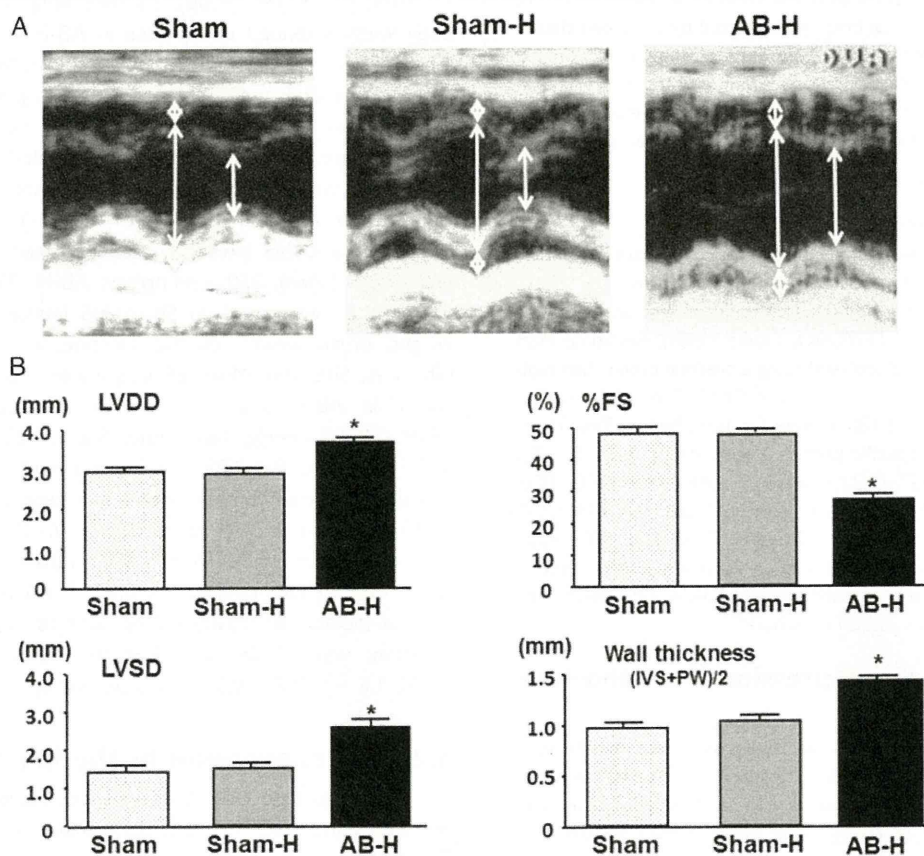 A
Sham
Sham-H
AB-H
B
(mm)
LVDD
4.0
3.0
2.0
1.0
0
*
Sham
Sham-H
AB-H
(%)
%FS
50
40
30
20
10
0
*
Sham
Sham-H
AB-H
(mm)
LVSD
4.0
3.0
2.0
1.0
0
*
Sham
Sham-H
AB-H
(mm)
Wall thickness
(IVS+PW)/2
1.5
1.0
0.5
0
*
Sham
Sham-H
AB-H